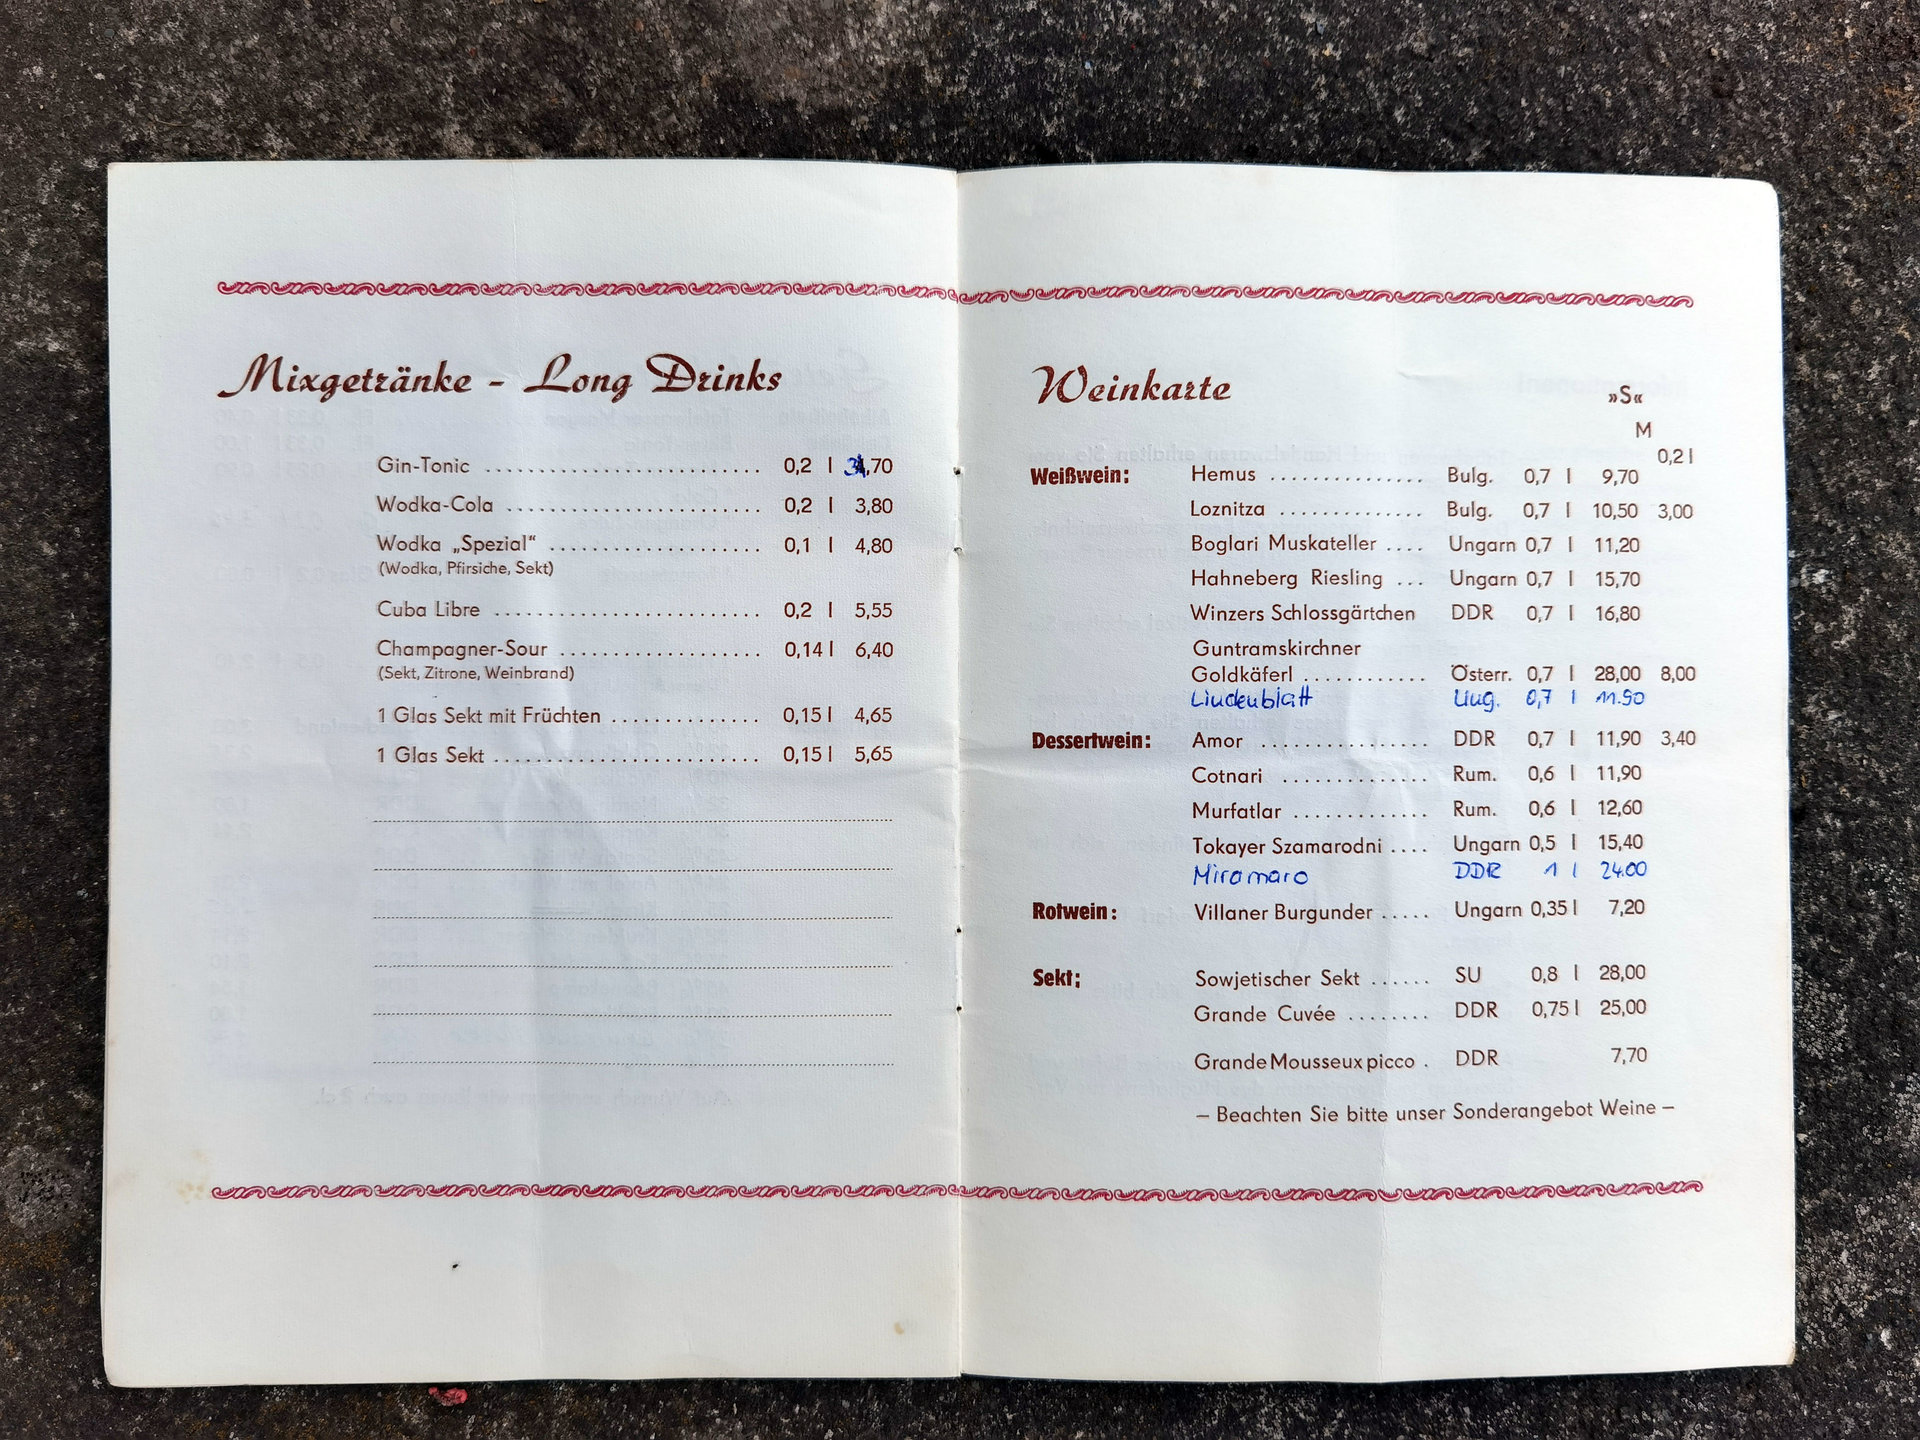 Mixgetränke - Long Drinks
Gin-Tonic .......................... 0,2 l 3,70
Wodka-Cola ........................ 0,2 l 3,80
Wodka „Spezial“ .................... 0,1 l 4,80
(Wodka, Pfirsiche, Sekt)
Cuba Libre ......................... 0,2 l 5,55
Champagner-Sour .................... 0,14 l 6,40
(Sekt, Zitrone, Weinbrand)
1 Glas Sekt mit Früchten .............. 0,15 l 4,65
1 Glas Sekt ......................... 0,15 l 5,65
Weinkarte
»S«
M
0,2 l
Weißwein: Hemus ............... Bulg. 0,7 l 9,70
Loznitza .............. Bulg. 0,7 l 10,50 3,00
Boglari Muskateller .... Ungarn 0,7 l 11,20
Hahneberg Riesling ... Ungarn 0,7 l 15,70
Winzers Schlossgärtchen DDR 0,7 l 16,80
Guntramskirchner
Goldkäferl ............ Österr. 0,7 l 28,00 8,00
Lindenblatt Ung. 0,7 l 11.90
Dessertwein: Amor ................ DDR 0,7 l 11,90 3,40
Cotnari .............. Rum. 0,6 l 11,90
Murfatlar ............. Rum. 0,6 l 12,60
Tokayer Szamarodni .... Ungarn 0,5 l 15,40
Miramaro DDR 1 l 24.00
Rotwein: Villaner Burgunder ..... Ungarn 0,35 l 7,20
Sekt: Sowjetischer Sekt ...... SU 0,8 l 28,00
Grande Cuvée ........ DDR 0,75 l 25,00
Grande Mousseux picco . DDR 7,70
– Beachten Sie bitte unser Sonderangebot Weine –